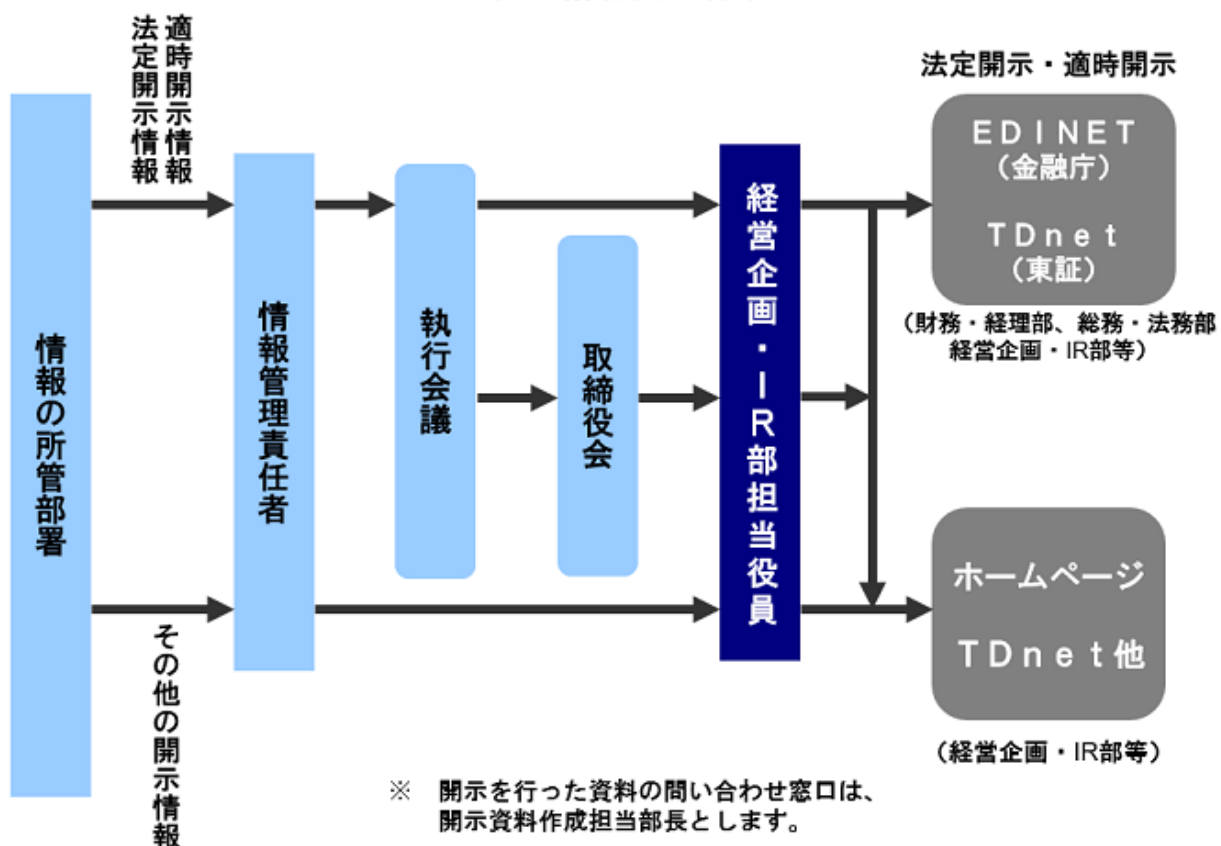 適時開示情報
法定開示情報
その他の開示情報
情報の所管部署
情報管理責任者
執行会議
取締役会
経営企画・ＩＲ部担当役員
法定開示・適時開示
ＥＤＩＮＥＴ
（金融庁）
ＴＤｎｅｔ
（東証）
（財務・経理部、総務・法務部
経営企画・IR部等）
ホームページ
ＴＤｎｅｔ他
（経営企画・IR部等）
※　開示を行った資料の問い合わせ窓口は、
開示資料作成担当部長とします。